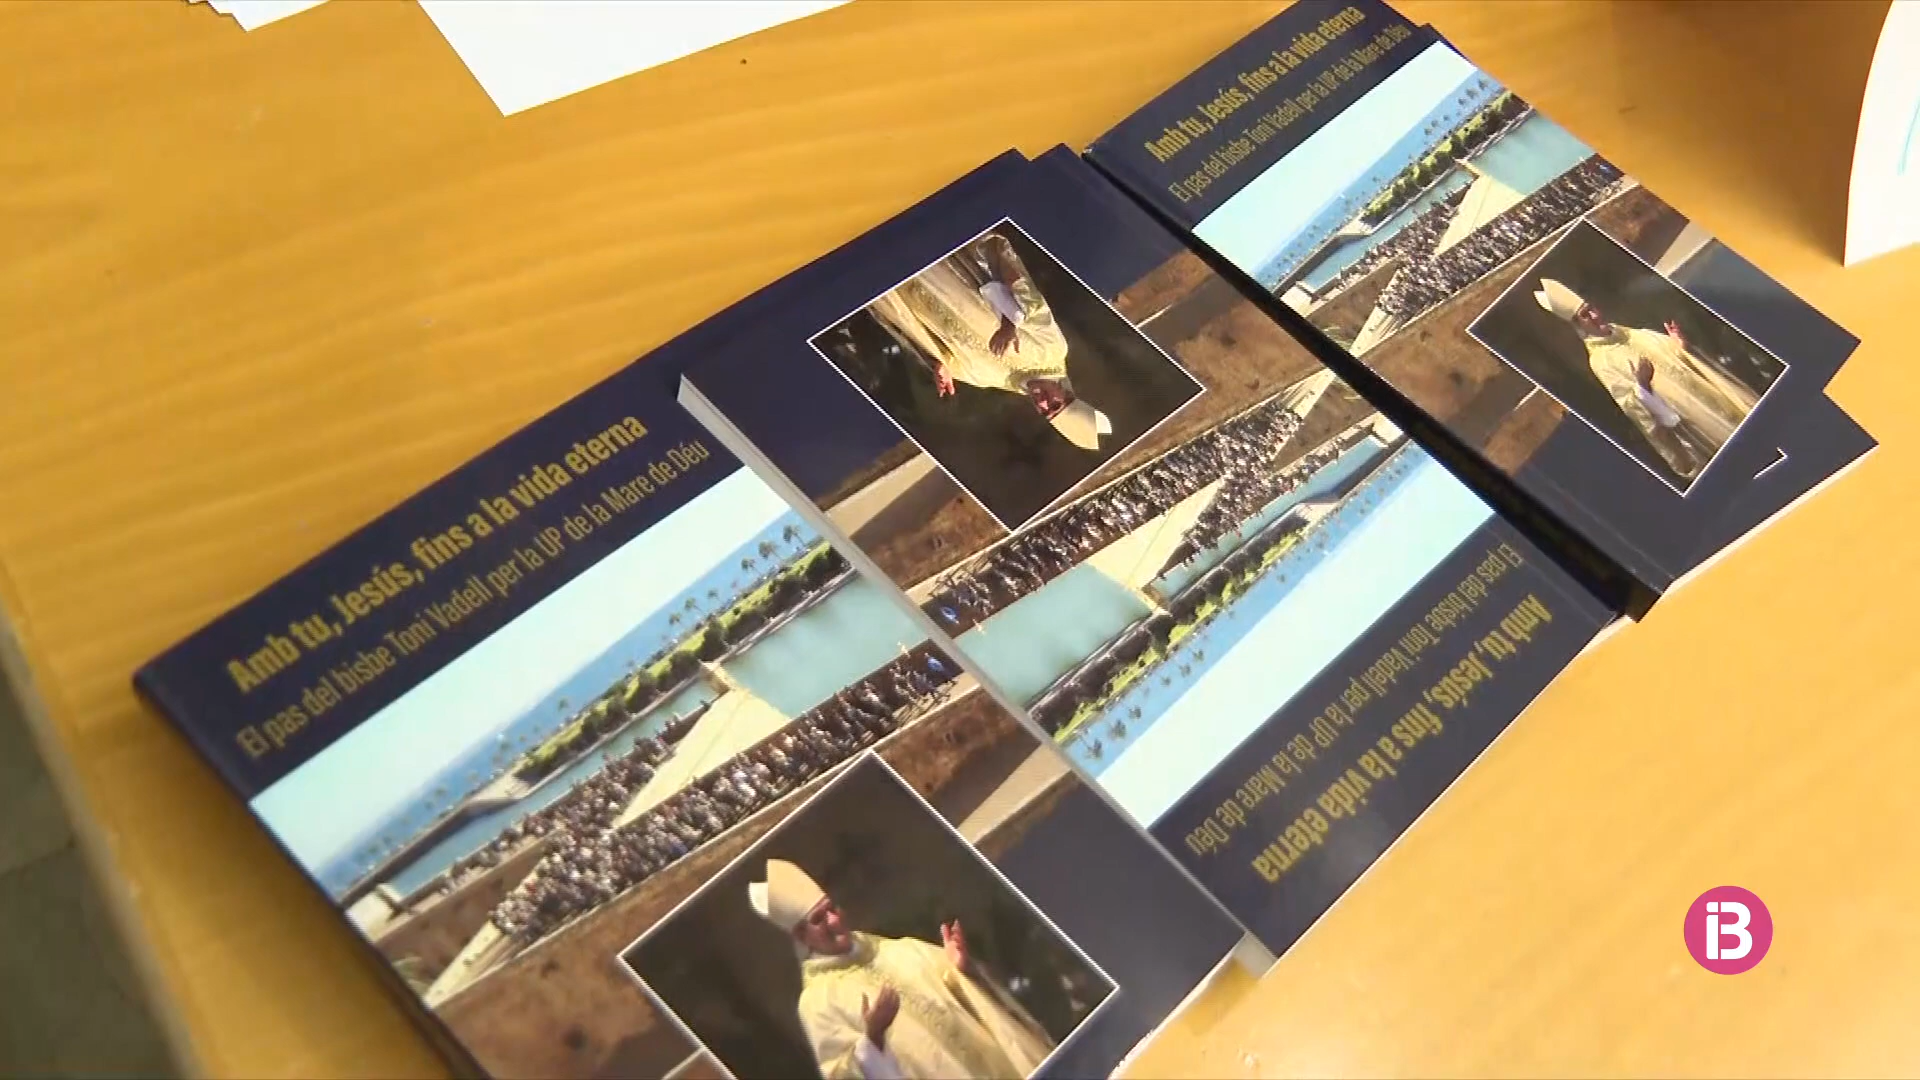 Amb tu, Jesús, fins a la vida eterna
El pas del bisbe Toni Vadell per la UP de la Mare de Déu
Amb tu, Jesús, fins a la vida eterna
El pas del bisbe Toni Vadell per la UP de la Mare de Déu
Amb tu, Jesús, fins a la vida eterna
El pas del bisbe Toni Vadell per la UP de la Mare de Déu
iB